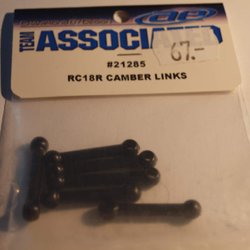 TEAM
ASSOCIATED
67.-
#21285
RC18R CAMBER LINKS